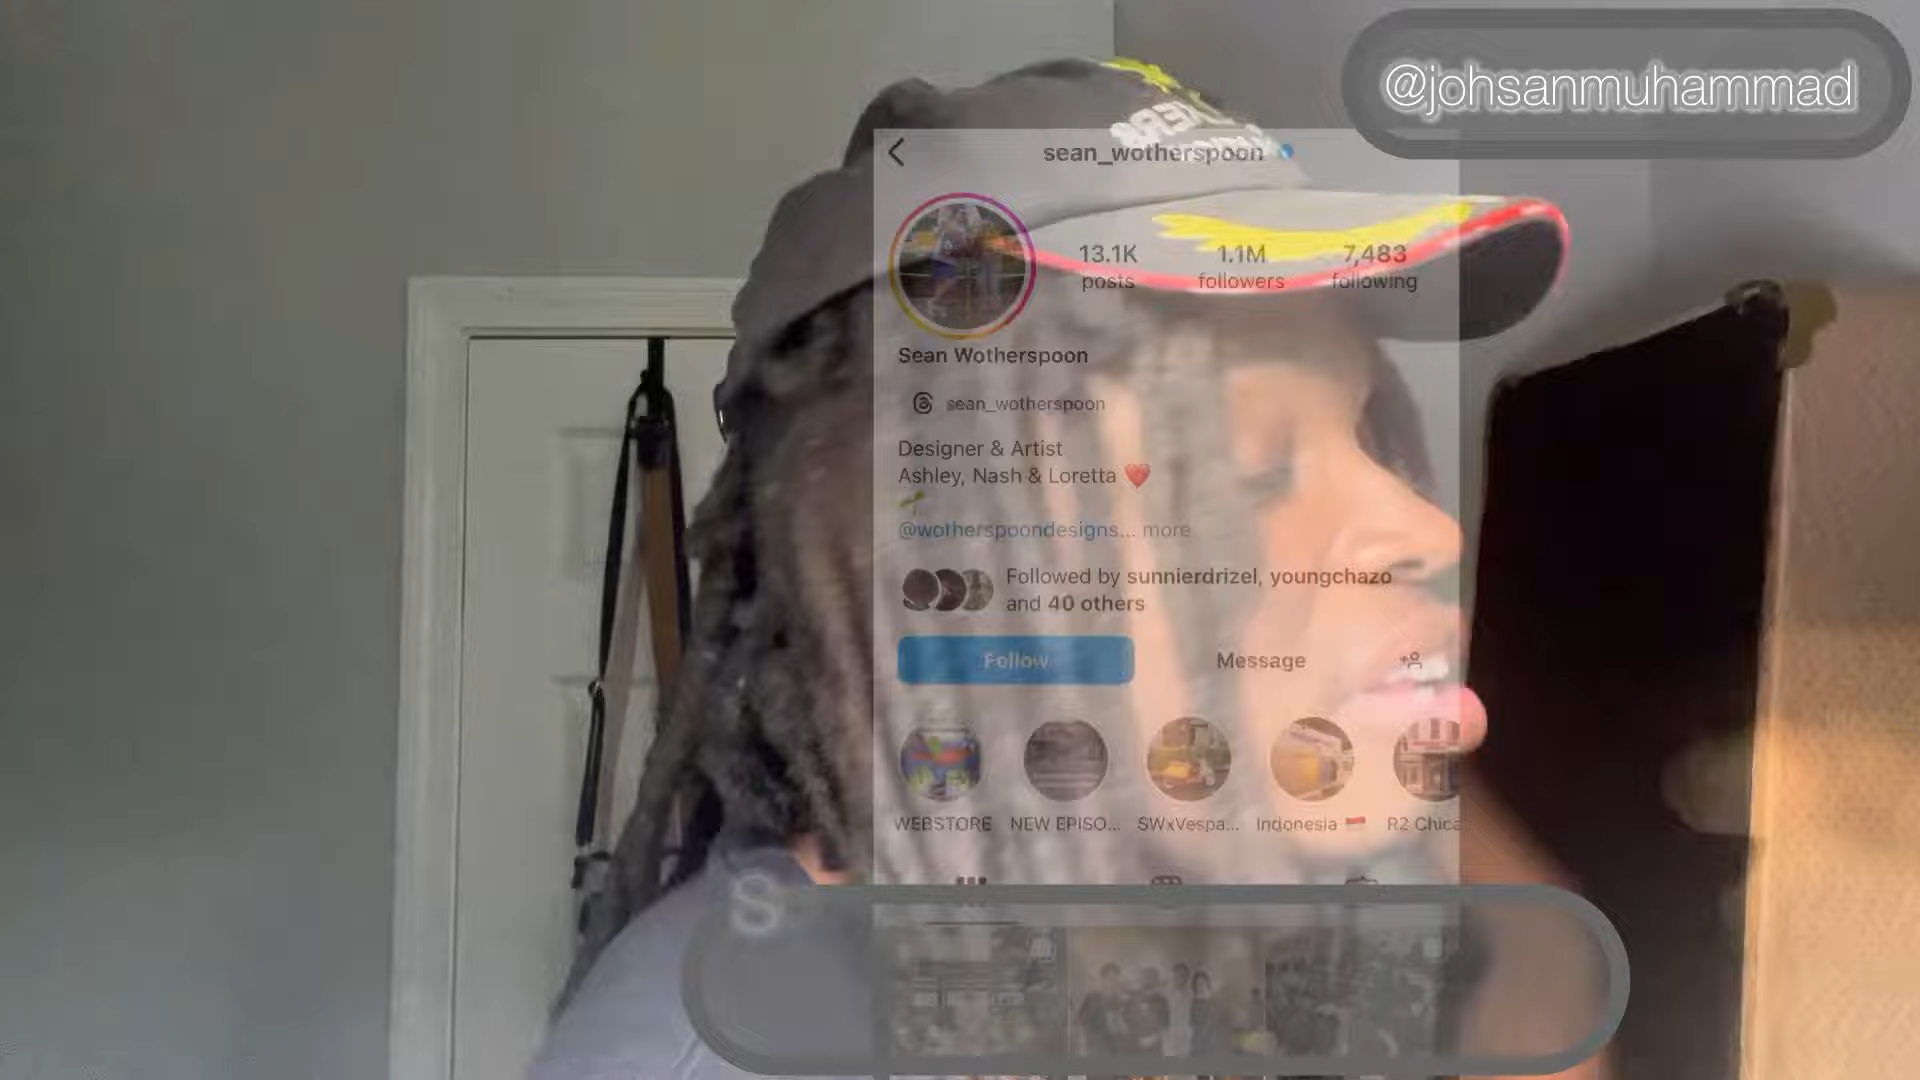 @johsanmuhammad
sean_wotherspoon
13.1K
posts
1.1M
followers
7,483
following
Sean Wotherspoon
sean_wotherspoon
Designer & Artist
Ashley, Nash & Loretta ❤️
@wotherspoondesigns... more
Followed by sunnierdrizel, youngchazo
and 40 others
Follow
Message
WEBSTORE
NEW EPISO...
SWxVespa...
Indonesia 🇮🇩
R2 Chica
S